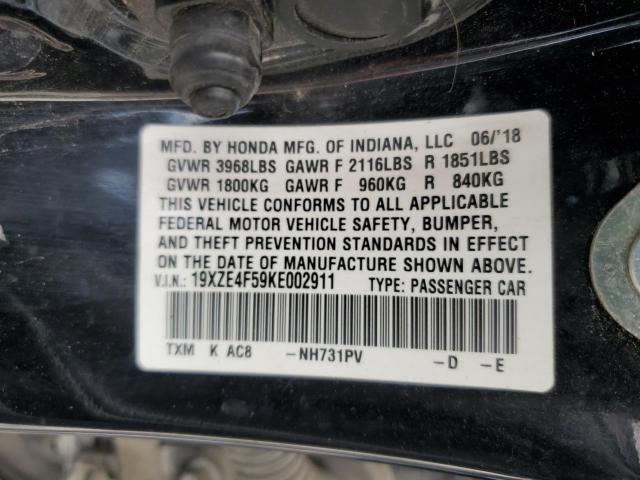 MFD. BY HONDA MFG. OF INDIANA, LLC 06/'18
GVWR 3968LBS GAWR F 2116LBS R 1851LBS
GVWR 1800KG GAWR F 960KG R 840KG
THIS VEHICLE CONFORMS TO ALL APPLICABLE
FEDERAL MOTOR VEHICLE SAFETY, BUMPER,
AND THEFT PREVENTION STANDARDS IN EFFECT
ON THE DATE OF MANUFACTURE SHOWN ABOVE.
V.I.N.: 19XZE4F59KE002911 TYPE: PASSENGER CAR
TXM K AC8 -NH731PV -D -E